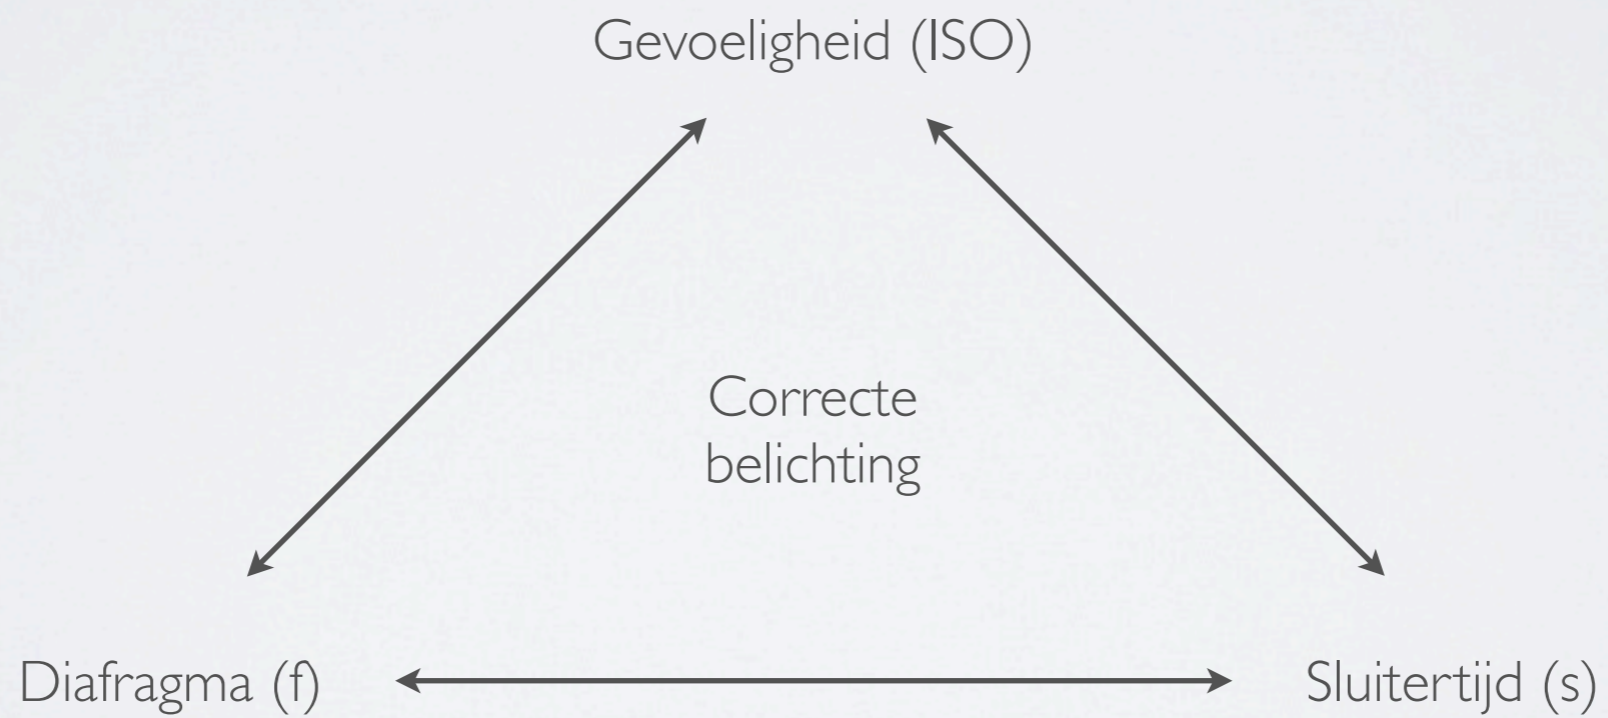 Gevoeligheid (ISO)
Correcte
belichting
Diafragma (f)
Sluitertijd (s)